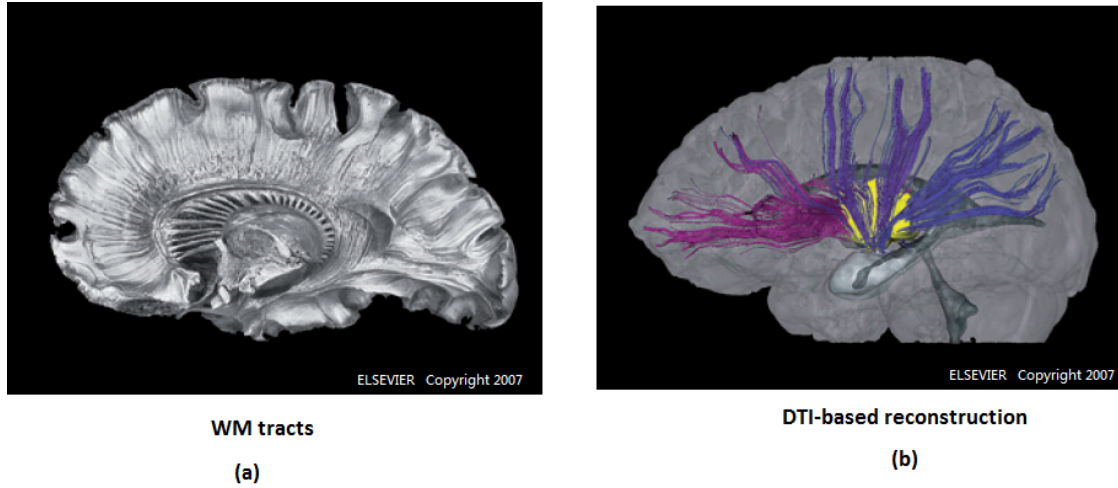 ELSEVIER Copyright 2007
WM tracts
(a)
ELSEVIER Copyright 2007
DTI-based reconstruction
(b)